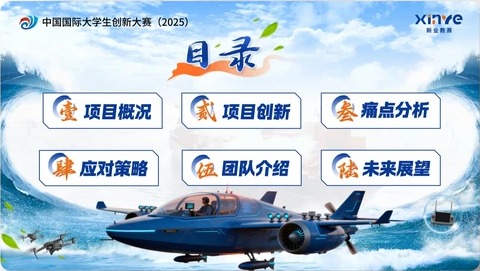 中国国际大学生创新大赛（2025）
xinye
新业教赛
目录
壹 项目概况
贰 项目创新
叁 痛点分析
肆 应对策略
伍 团队介绍
陆 未来展望